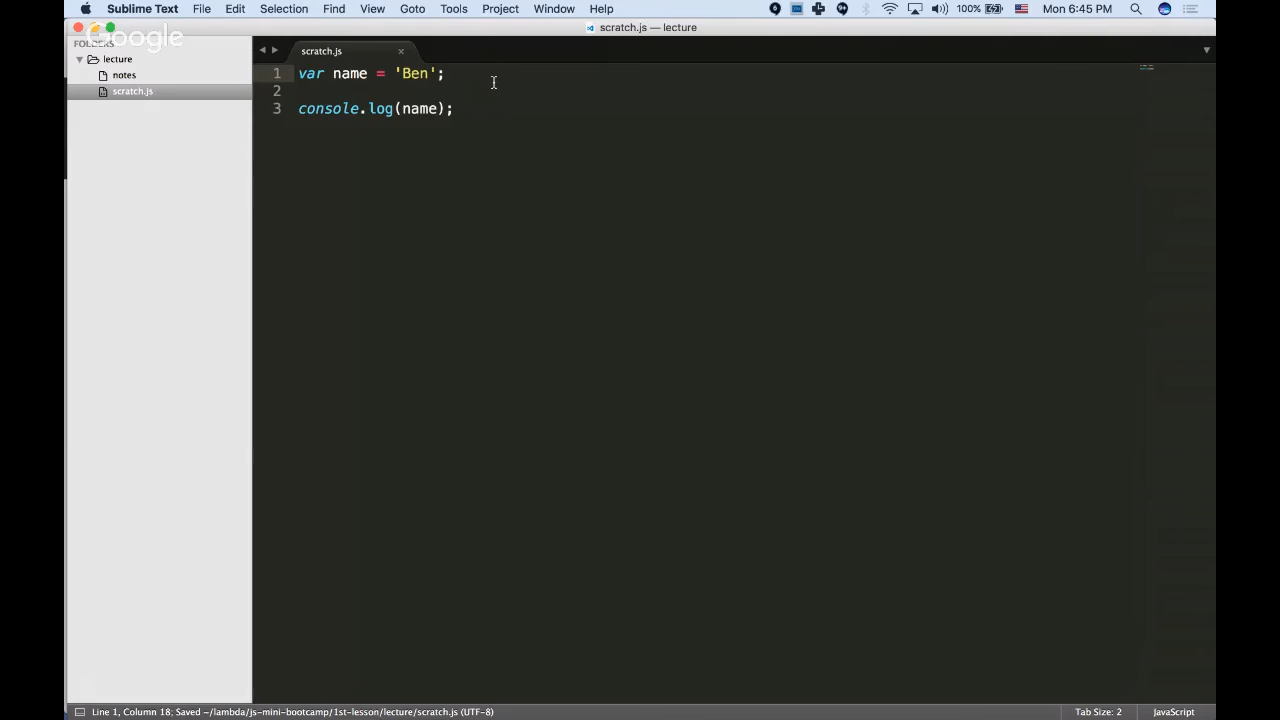 Sublime Text File Edit Selection Find View Goto Tools Project Window Help 100% Mon 6:45 PM
scratch.js — lecture
Google
FOLDERS
lecture
notes
scratch.js
scratch.js
1 var name = 'Ben';
2
3 console.log(name);
Line 1, Column 18; Saved ~/lambda/js-mini-bootcamp/1st-lesson/lecture/scratch.js (UTF-8) Tab Size: 2 JavaScript